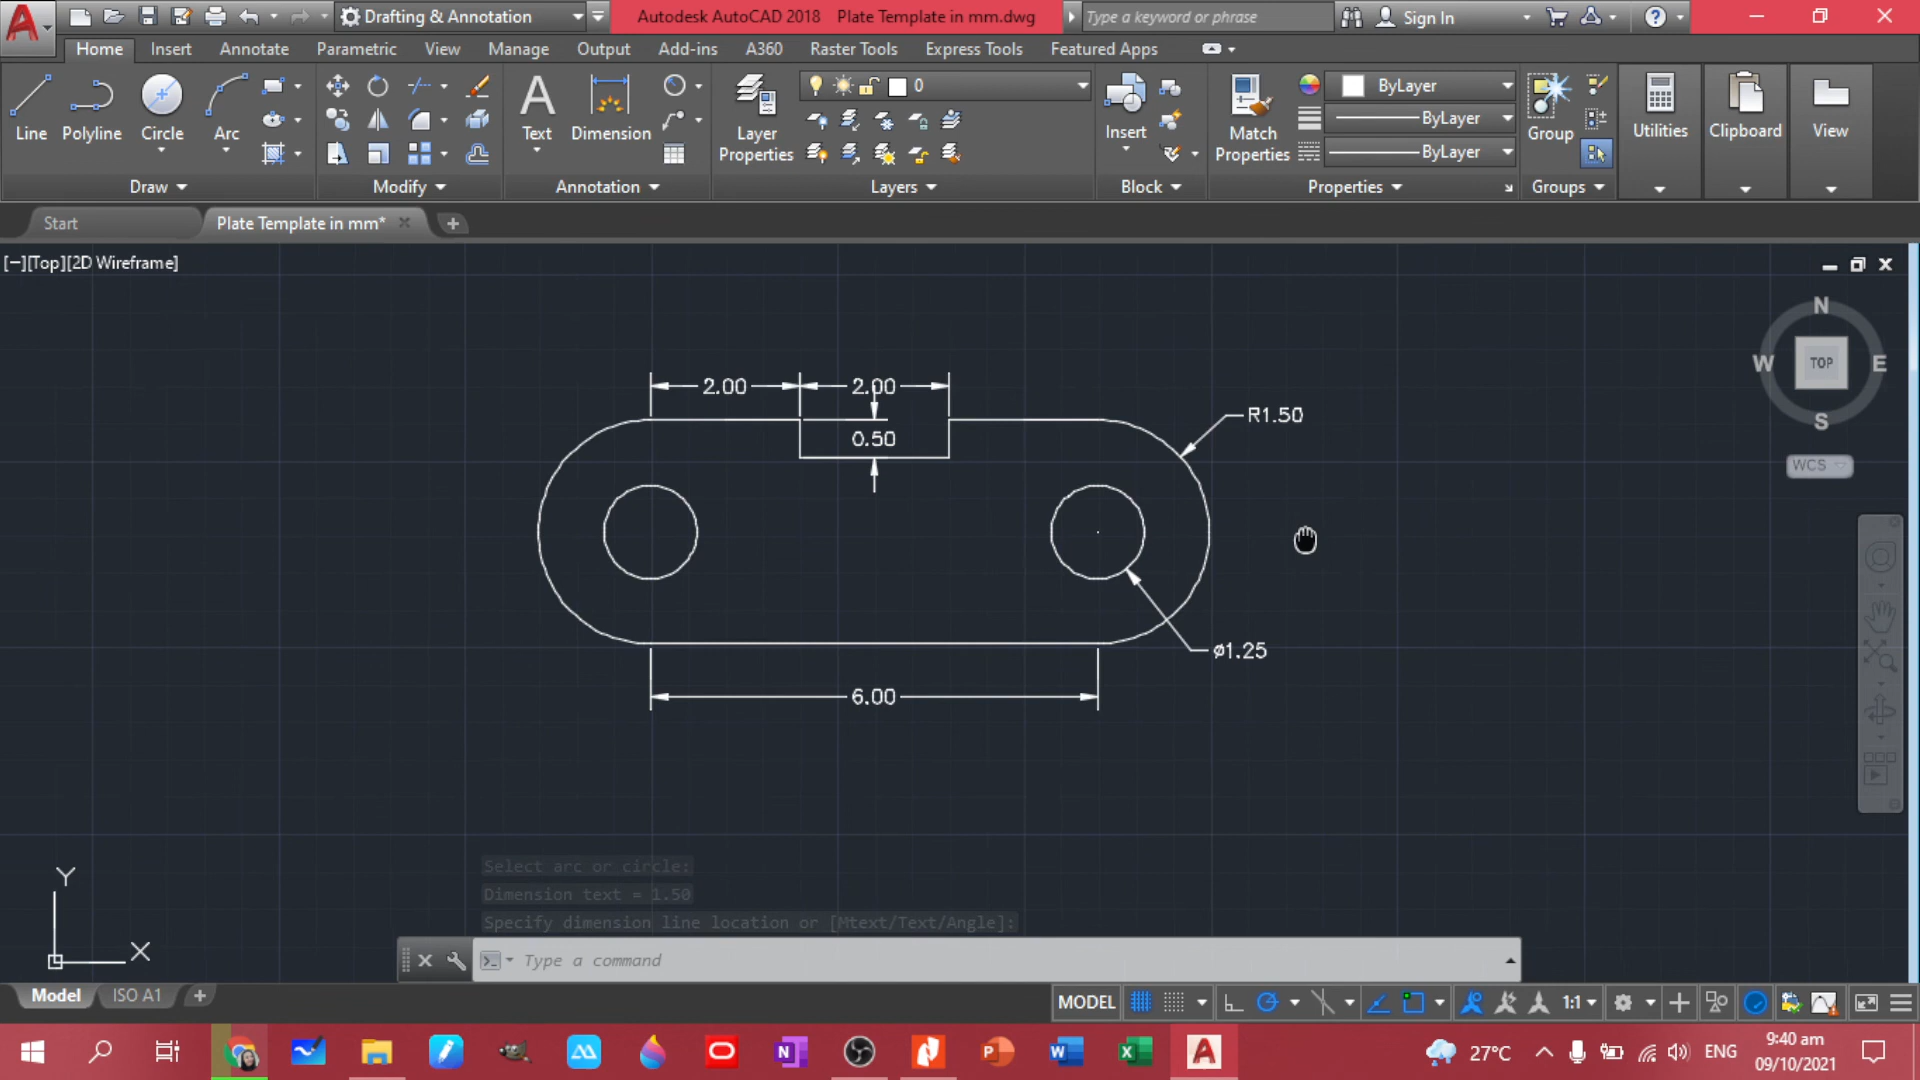 Drafting & Annotation
Autodesk AutoCAD 2018 Plate Template in mm.dwg
Type a keyword or phrase
Sign In
Home Insert Annotate Parametric View Manage Output Add-ins A360 Raster Tools Express Tools Featured Apps
0
ByLayer
ByLayer
ByLayer
Line Polyline Circle Arc
Text Dimension
Layer Properties
Insert
Match Properties
Group
Utilities
Clipboard
View
Draw Modify Annotation Layers Block Properties Groups
Start
Plate Template in mm*
[−][Top][2D Wireframe]
N
W TOP E
S
WCS
2.00 2.00
R1.50
0.50
ø1.25
6.00
Select arc or circle:
Dimension text = 1.50
Specify dimension line location or [Mtext/Text/Angle]:
Y
X
Type a command
Model ISO A1
MODEL
1:1
27°C
ENG
9:40 am
09/10/2021